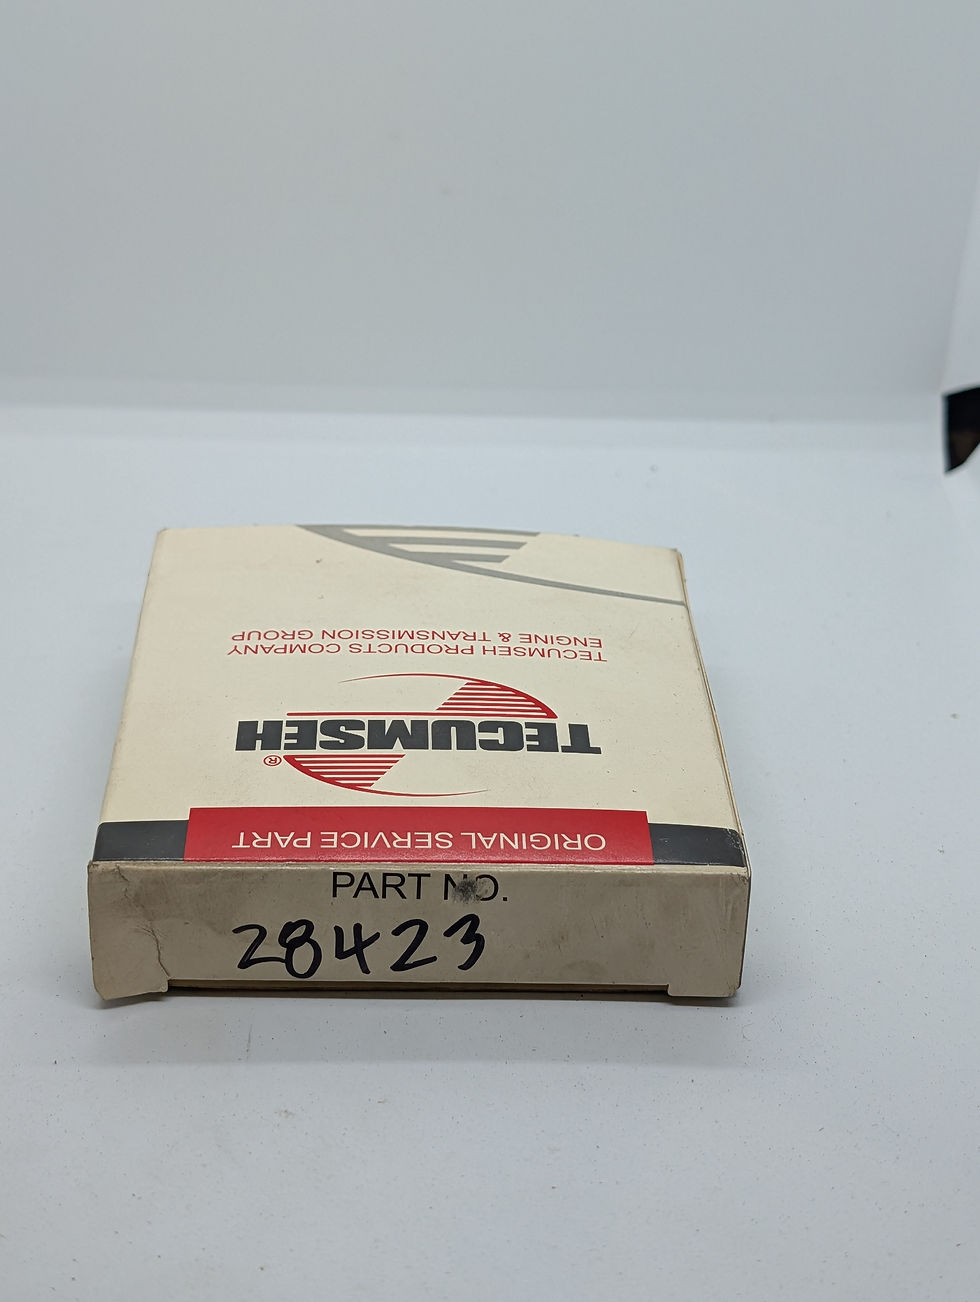 TECUMSEH PRODUCTS COMPANY
ENGINE & TRANSMISSION GROUP
TECUMSEH®
ORIGINAL SERVICE PART
PART NO.
28423